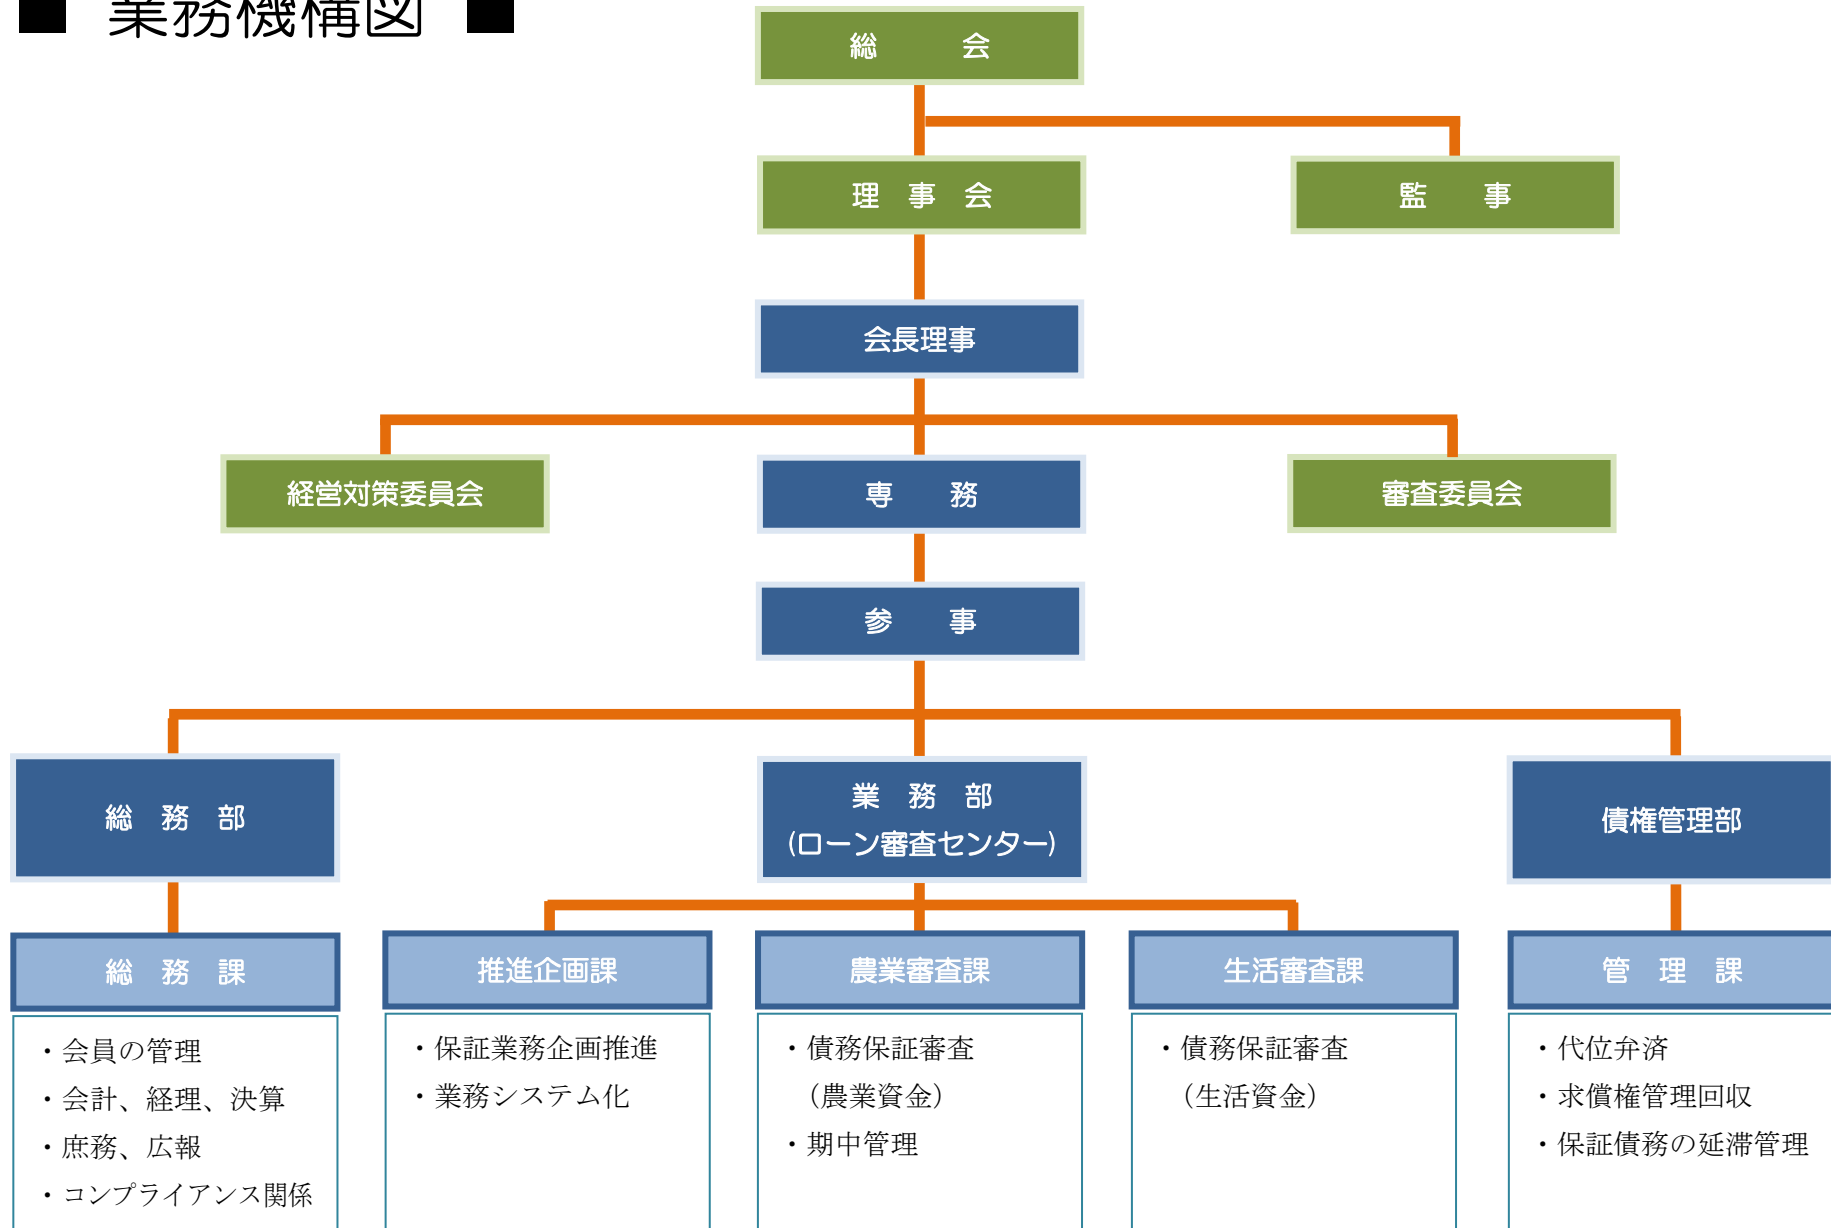 ■ 業務機構図 ■
総 会
理 事 会
監 事
会長理事
経営対策委員会
専 務
審査委員会
参 事
総 務 部
業 務 部
(ローン審査センター)
債権管理部
総 務 課
・会員の管理
・会計、経理、決算
・庶務、広報
・コンプライアンス関係
推進企画課
・保証業務企画推進
・業務システム化
農業審査課
・債務保証審査
（農業資金）
・期中管理
生活審査課
・債務保証審査
（生活資金）
管 理 課
・代位弁済
・求償権管理回収
・保証債務の延滞管理